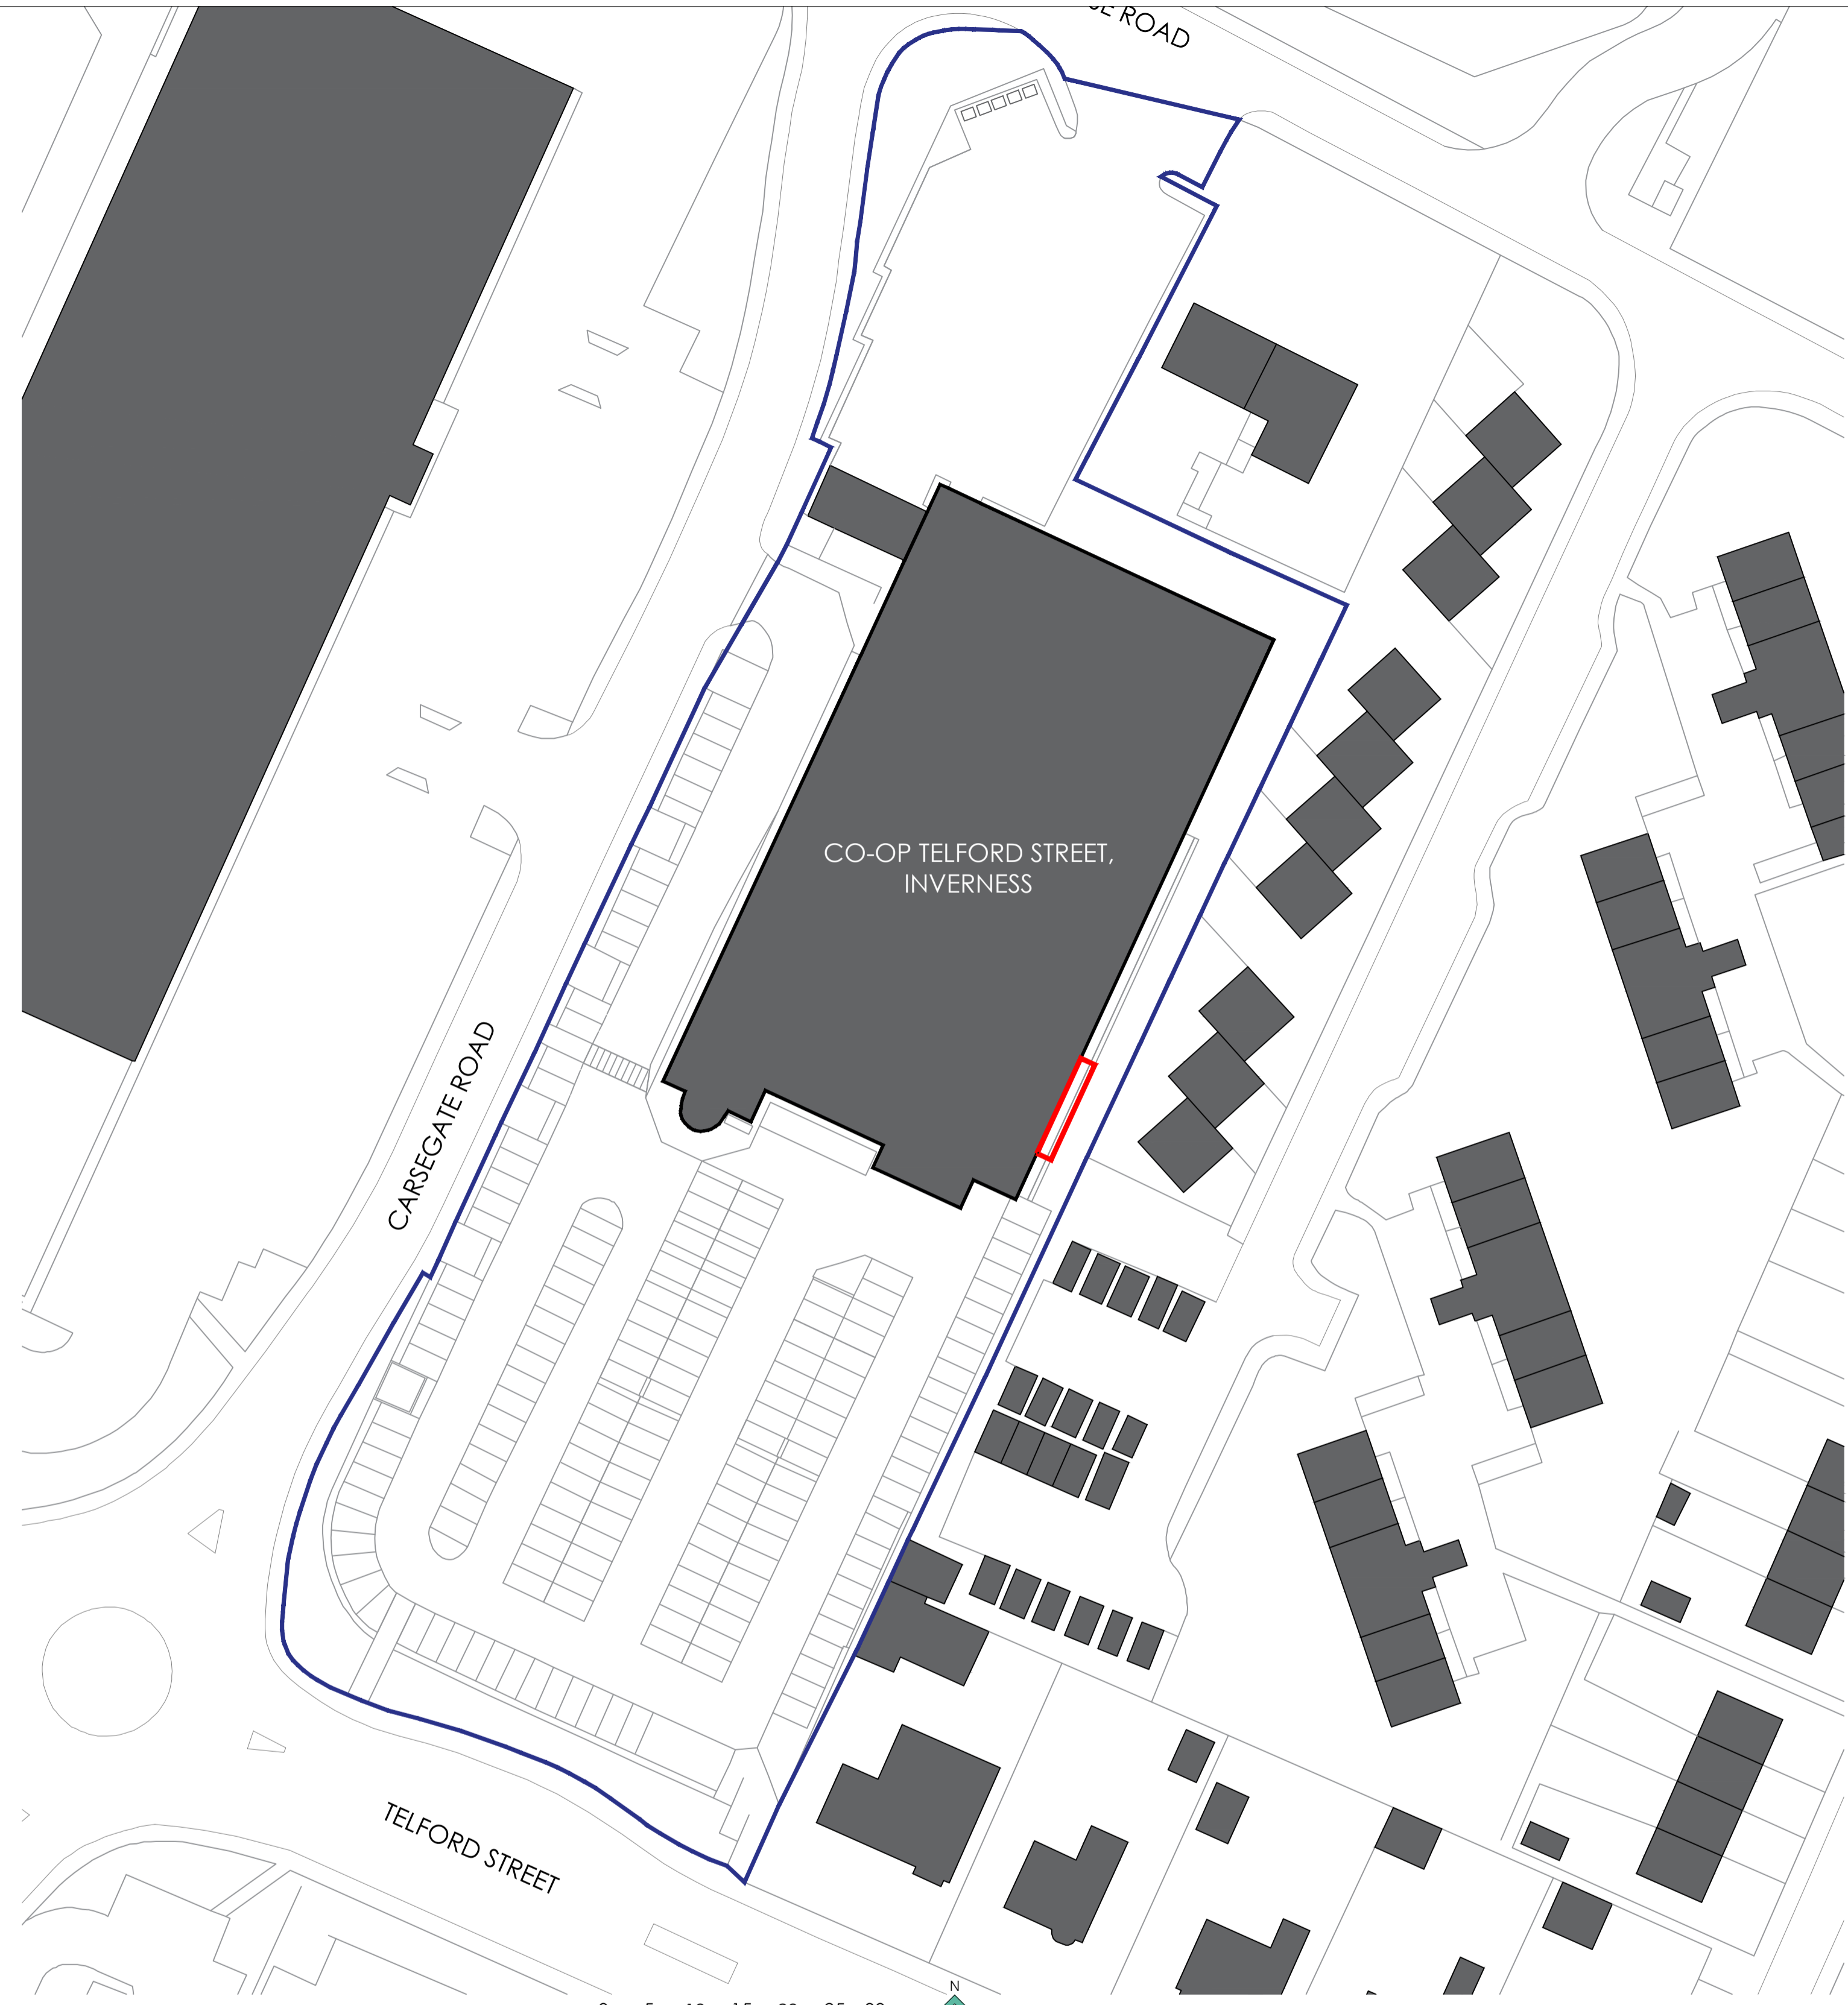 ROAD
CO-OP TELFORD STREET,
INVERNESS
CARSEGATE ROAD
TELFORD STREET
N